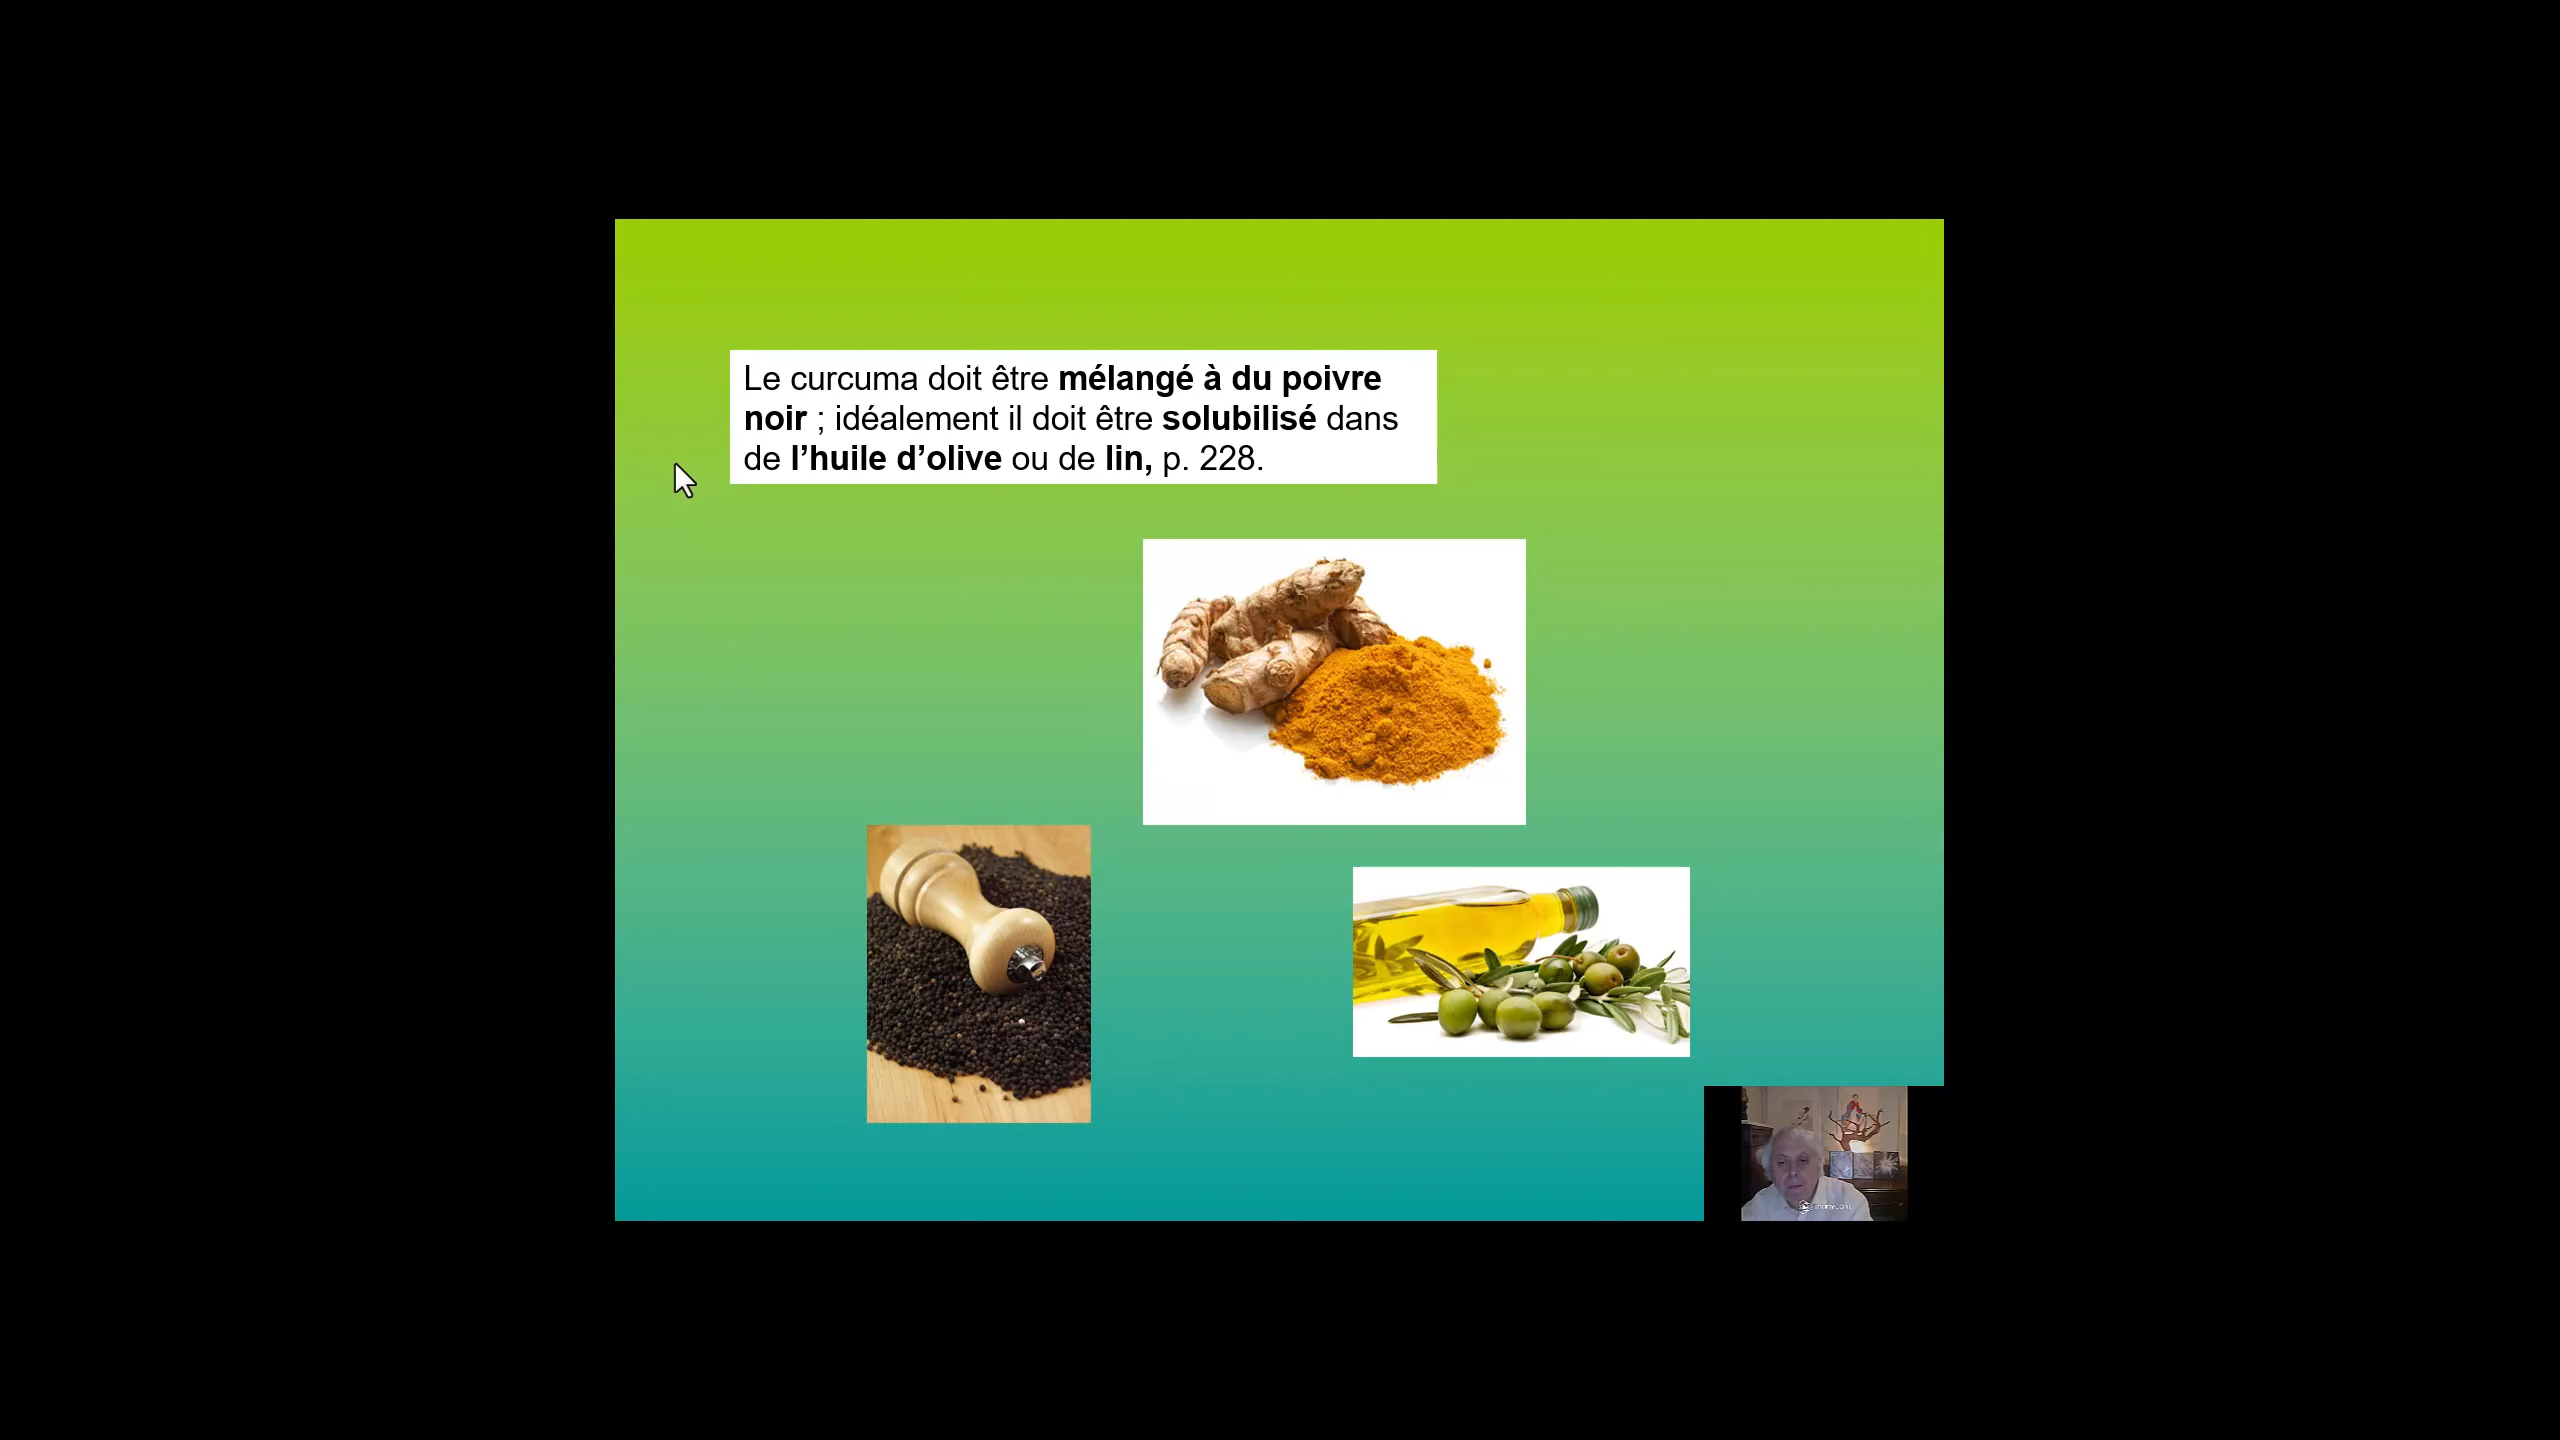 Le curcuma doit être mélangé à du poivre
noir ; idéalement il doit être solubilisé dans
de l’huile d’olive ou de lin, p. 228.